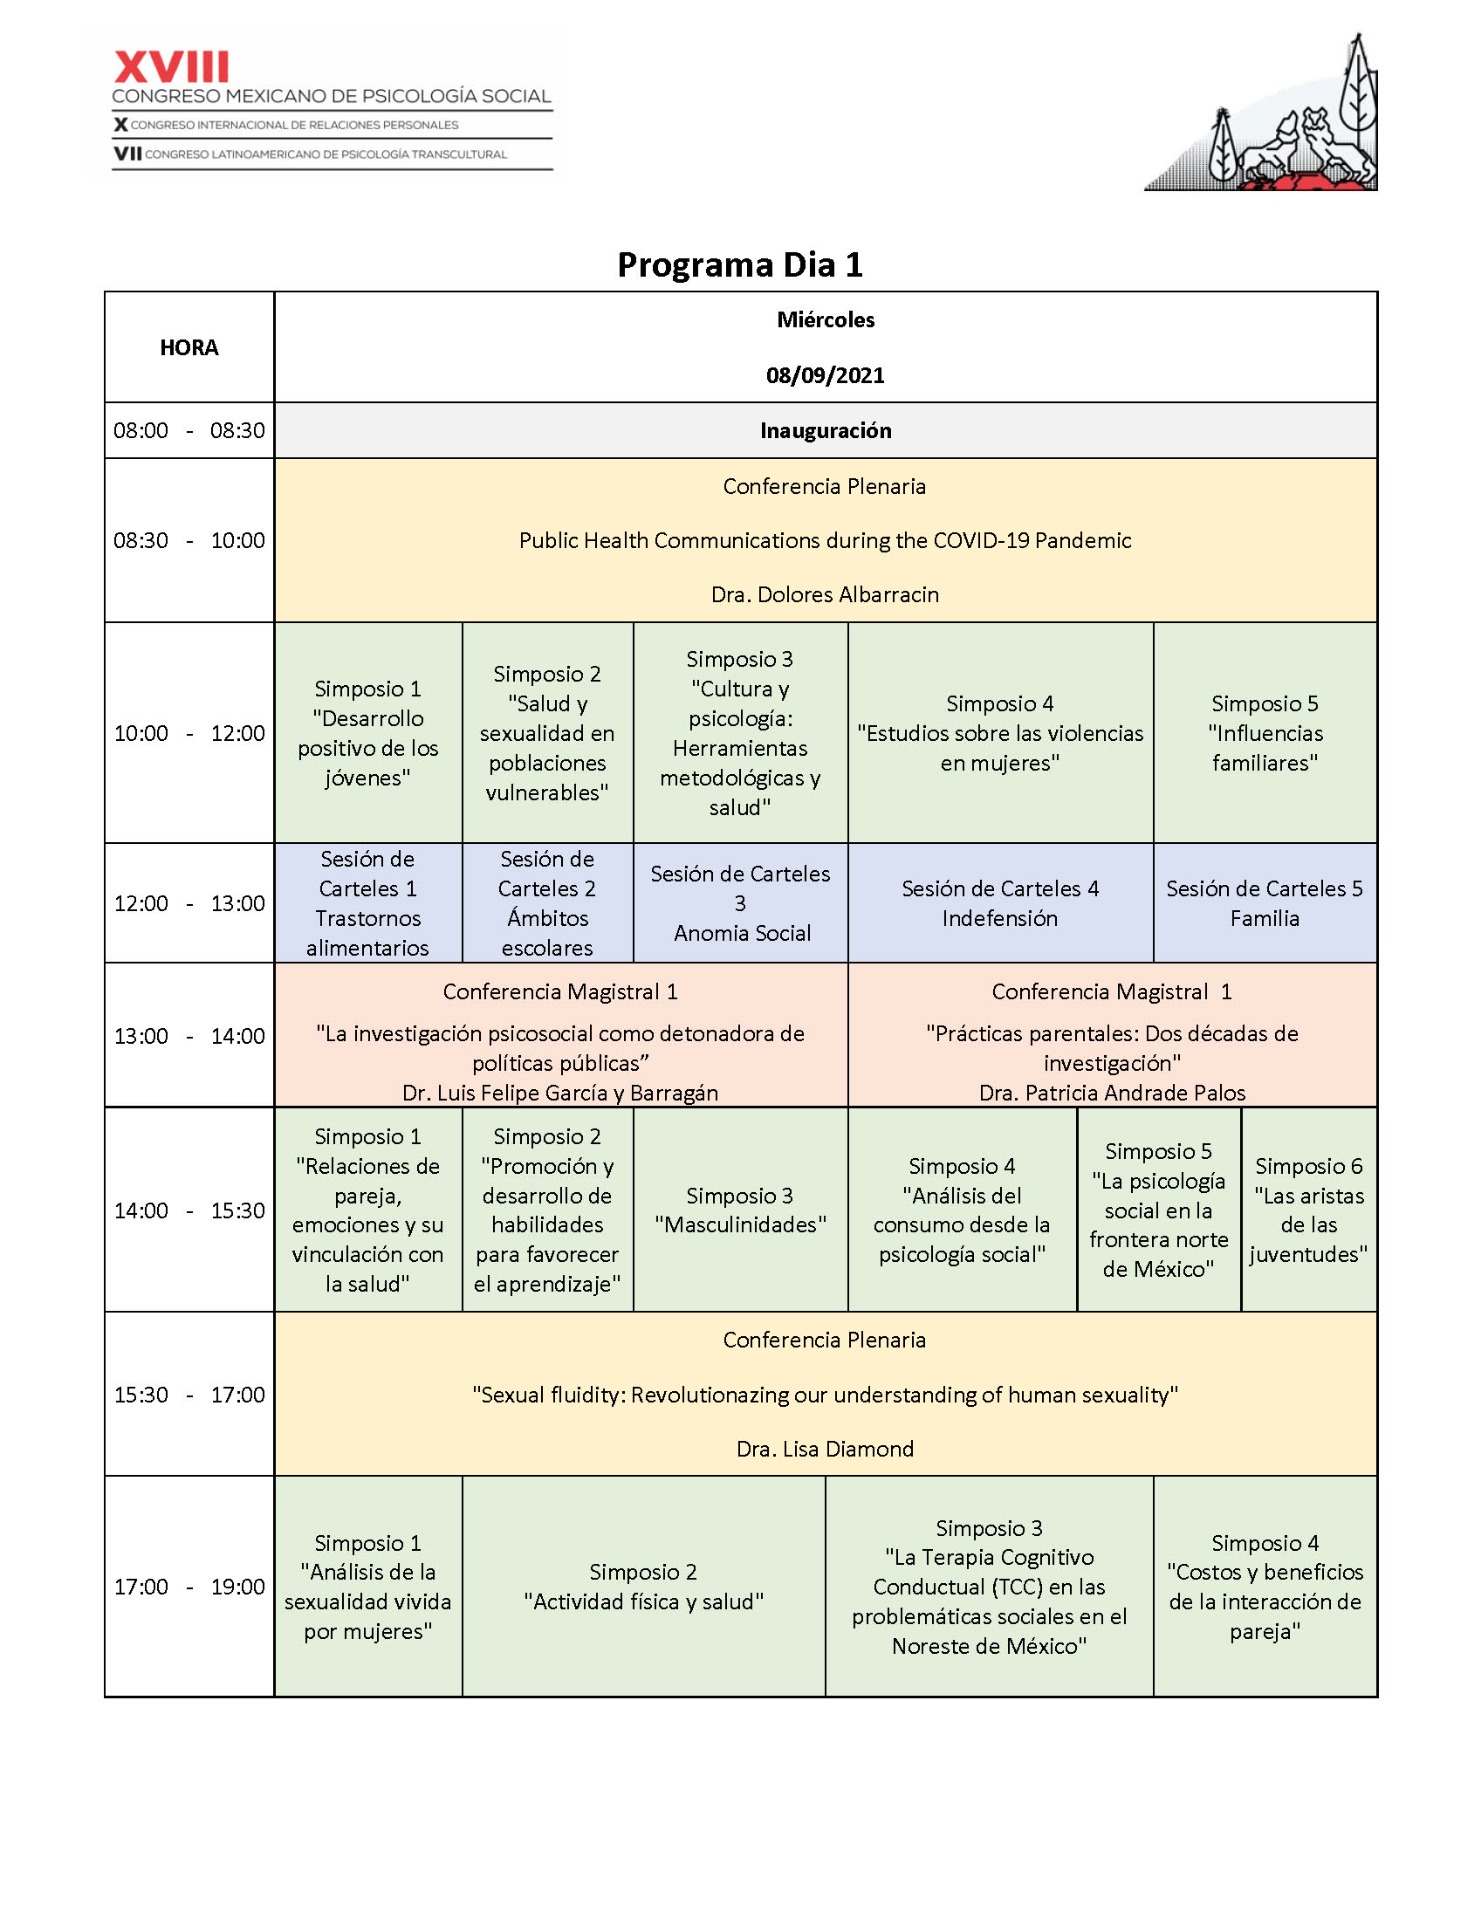 XVIII
CONGRESO MEXICANO DE PSICOLOGÍA SOCIAL
X CONGRESO INTERNACIONAL DE RELACIONES PERSONALES
VII CONGRESO LATINOAMERICANO DE PSICOLOGÍA TRANSCULTURAL
Programa Dia 1
HORA
Miércoles
08/09/2021
08:00 - 08:30
Inauguración
08:30 - 10:00
Conferencia Plenaria
Public Health Communications during the COVID-19 Pandemic
Dra. Dolores Albarracin
10:00 - 12:00
Simposio 1
"Desarrollo
positivo de los
jóvenes"
Simposio 2
"Salud y
sexualidad en
poblaciones
vulnerables"
Simposio 3
"Cultura y
psicología:
Herramientas
metodológicas y
salud"
Simposio 4
"Estudios sobre las violencias
en mujeres"
Simposio 5
"Influencias
familiares"
12:00 - 13:00
Sesión de
Carteles 1
Trastornos
alimentarios
Sesión de
Carteles 2
Ámbitos
escolares
Sesión de Carteles
3
Anomia Social
Sesión de Carteles 4
Indefensión
Sesión de Carteles 5
Familia
13:00 - 14:00
Conferencia Magistral 1
"La investigación psicosocial como detonadora de
políticas públicas”
Dr. Luis Felipe García y Barragán
Conferencia Magistral 1
"Prácticas parentales: Dos décadas de
investigación"
Dra. Patricia Andrade Palos
14:00 - 15:30
Simposio 1
"Relaciones de
pareja,
emociones y su
vinculación con
la salud"
Simposio 2
"Promoción y
desarrollo de
habilidades
para favorecer
el aprendizaje"
Simposio 3
"Masculinidades"
Simposio 4
"Análisis del
consumo desde la
psicología social"
Simposio 5
"La psicología
social en la
frontera norte
de México"
Simposio 6
"Las aristas
de las
juventudes"
15:30 - 17:00
Conferencia Plenaria
"Sexual fluidity: Revolutionazing our understanding of human sexuality"
Dra. Lisa Diamond
17:00 - 19:00
Simposio 1
"Análisis de la
sexualidad vivida
por mujeres"
Simposio 2
"Actividad física y salud"
Simposio 3
"La Terapia Cognitivo
Conductual (TCC) en las
problemáticas sociales en el
Noreste de México"
Simposio 4
"Costos y beneficios
de la interacción de
pareja"